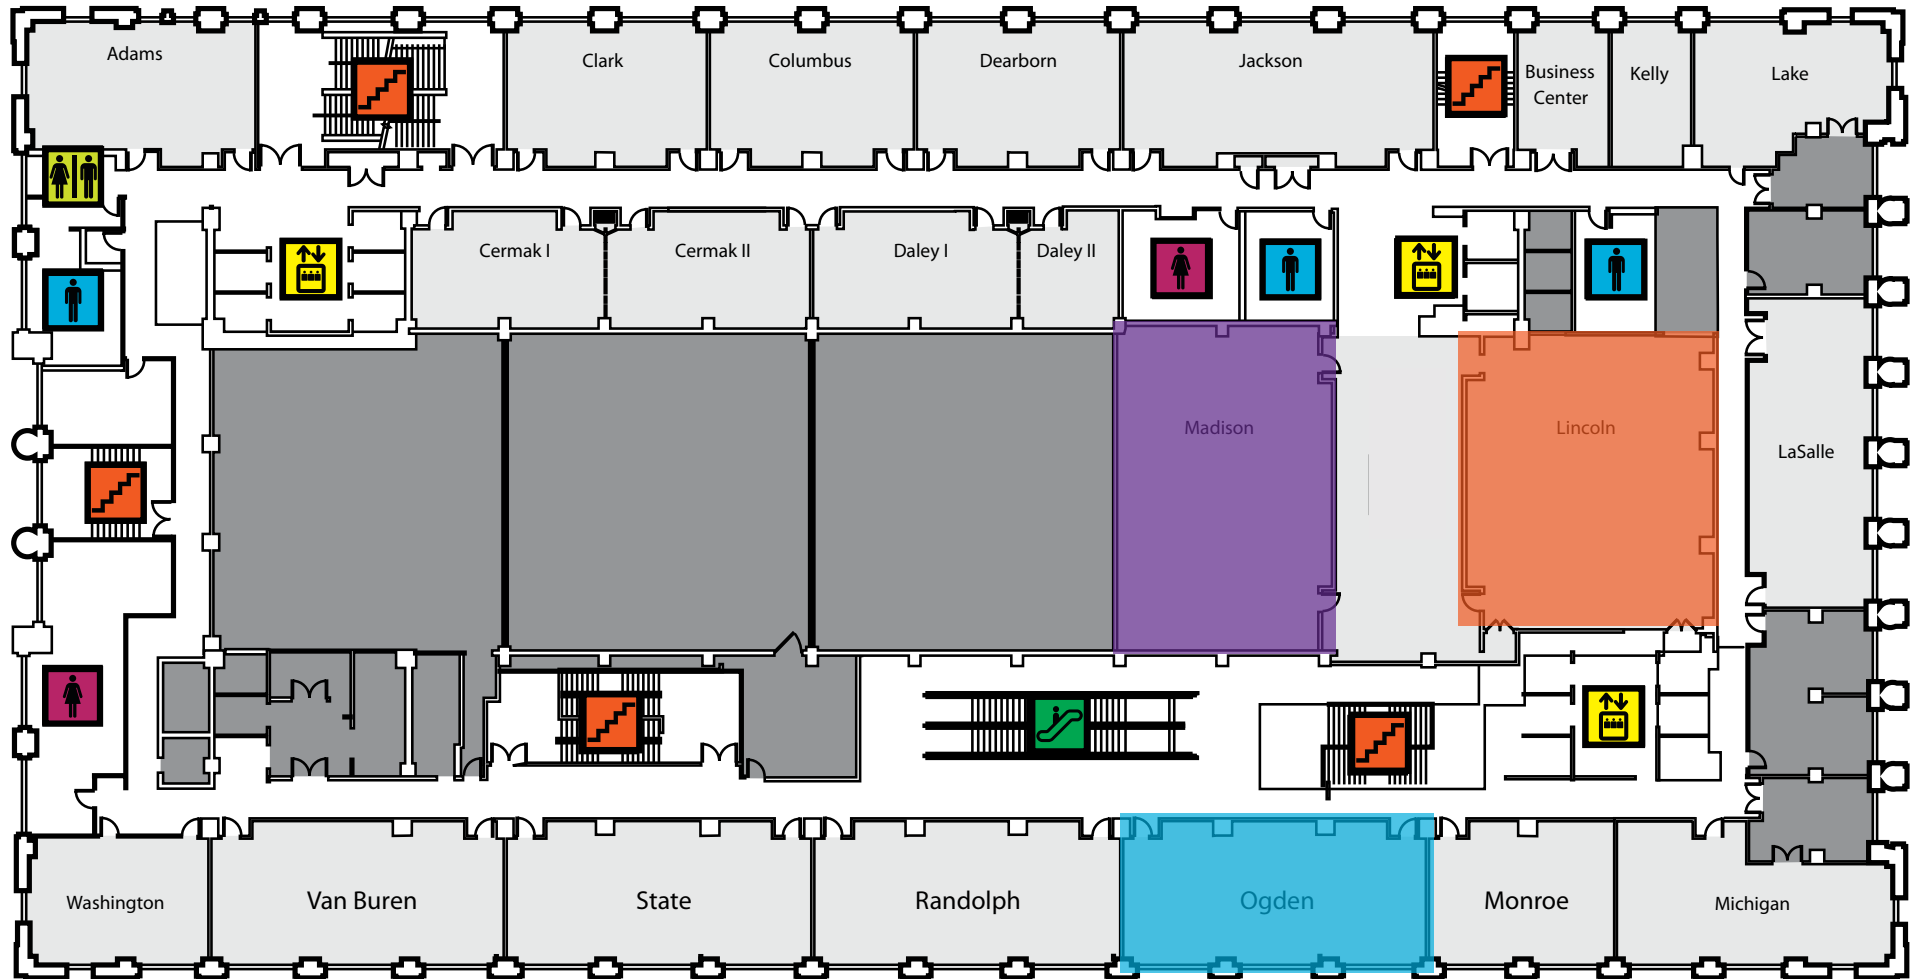 Adams
Clark
Columbus
Dearborn
Jackson
Business
Center
Kelly
Lake
Cermak I
Cermak II
Daley I
Daley II
Madison
Lincoln
LaSalle
Washington
Van Buren
State
Randolph
Ogden
Monroe
Michigan